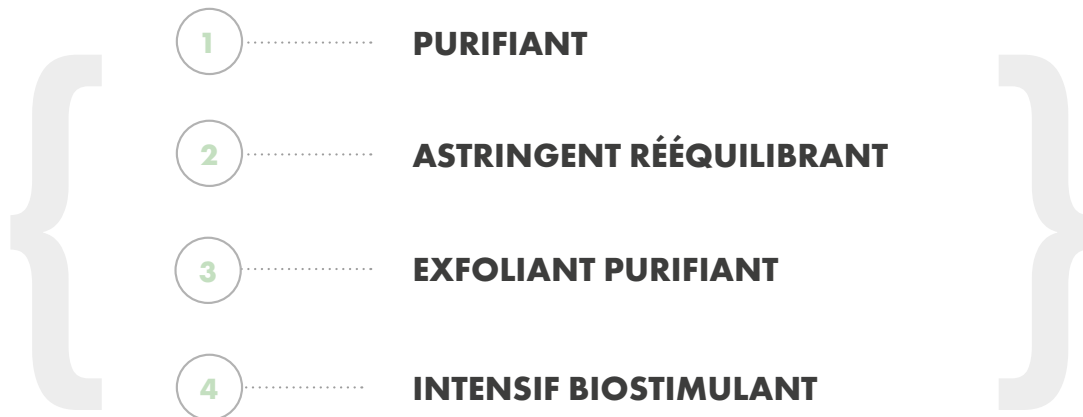 1 PURIFIANT
2 ASTRINGENT RÉÉQUILIBRANT
3 EXFOLIANT PURIFIANT
4 INTENSIF BIOSTIMULANT